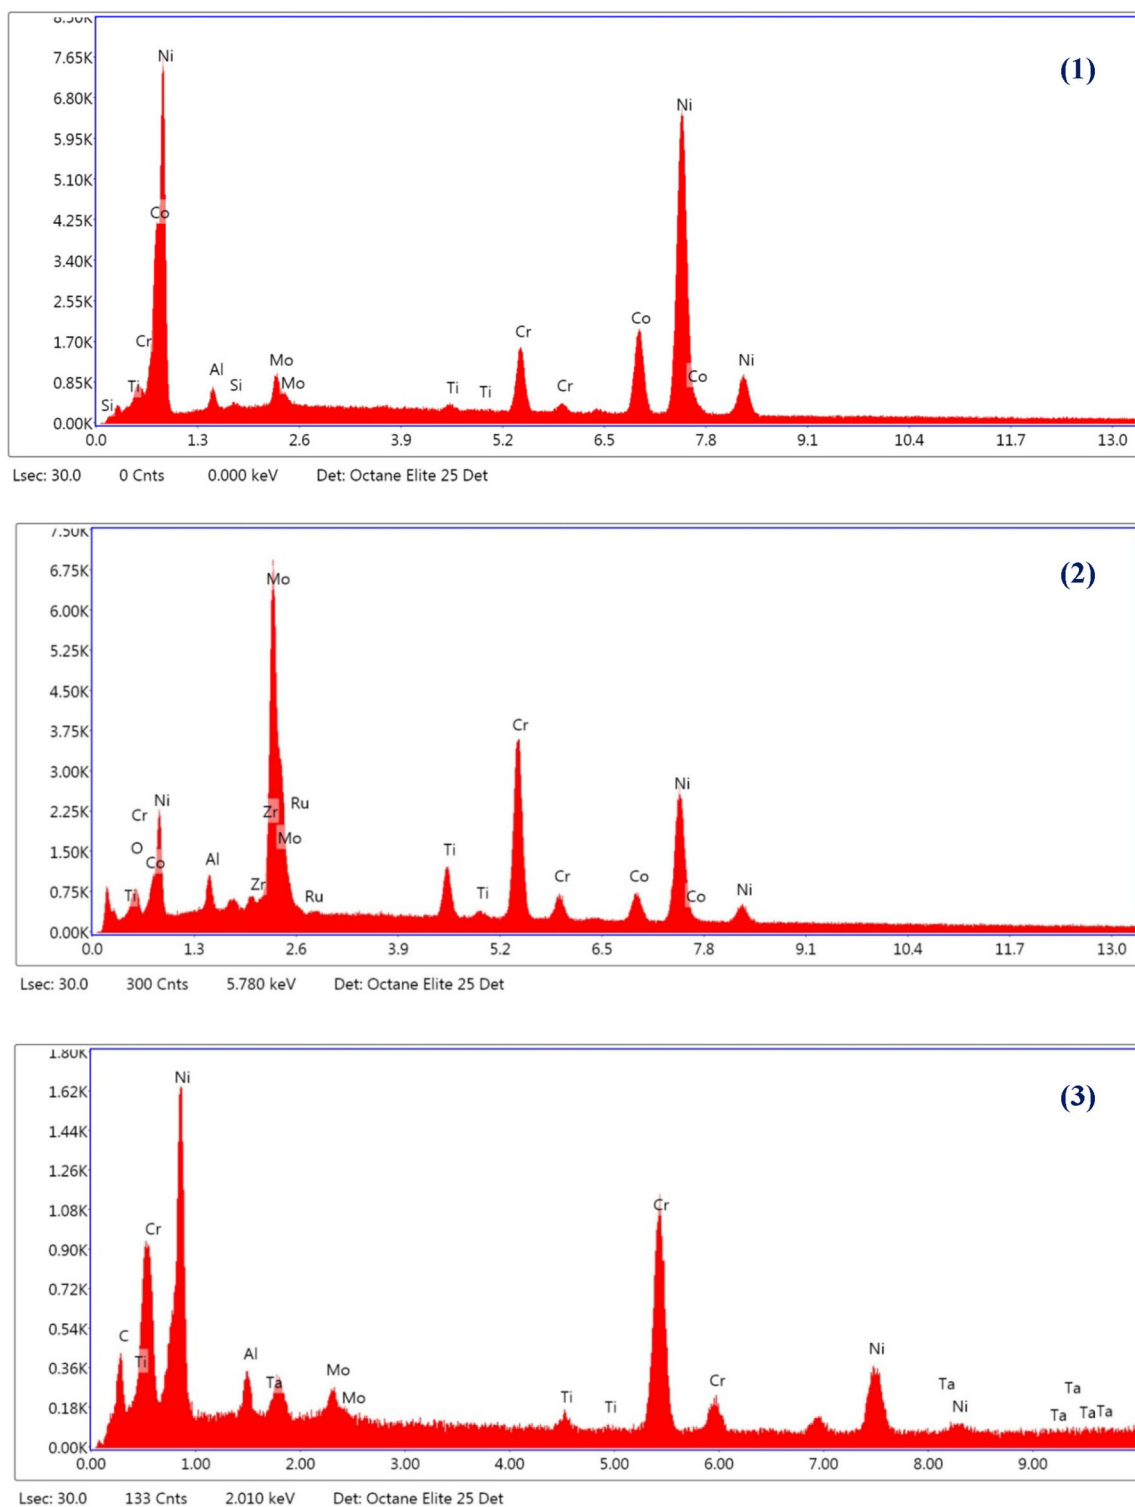 8.50K
(1)
Ni
7.65K
Ni
6.80K
5.95K
5.10K
Co
4.25K
3.40K
2.55K
Cr
Co
Cr
1.70K
Al
Mo
Ni
Ti
Si
Mo
Co
0.85K
Si
Ti
Ti
Cr
0.00K
0.0 1.3 2.6 3.9 5.2 6.5 7.8 9.1 10.4 11.7 13.0
Lsec: 30.0 0 Cnts 0.000 keV Det: Octane Elite 25 Det
7.50K
(2)
6.75K
Mo
6.00K
5.25K
4.50K
3.75K
Cr
3.00K
Ni
Ni
Ru
2.25K
Cr
Zr
O
Mo
1.50K
Co
Al
Ti
Zr
Cr
Co
Ni
0.75K
Ti
Ru
Ti
Co
0.00K
0.0 1.3 2.6 3.9 5.2 6.5 7.8 9.1 10.4 11.7 13.0
Lsec: 30.0 300 Cnts 5.780 keV Det: Octane Elite 25 Det
1.80K
(3)
Ni
1.62K
1.44K
1.26K
Cr
Cr
1.08K
0.90K
0.72K
0.54K
C
Ni
Ti
Al
Mo
0.36K
Ta
Mo
Ti
Cr
Ta
Ta
0.18K
Ti
Ni
Ta
Ta
Ta
0.00K
0.00 1.00 2.00 3.00 4.00 5.00 6.00 7.00 8.00 9.00
Lsec: 30.0 133 Cnts 2.010 keV Det: Octane Elite 25 Det